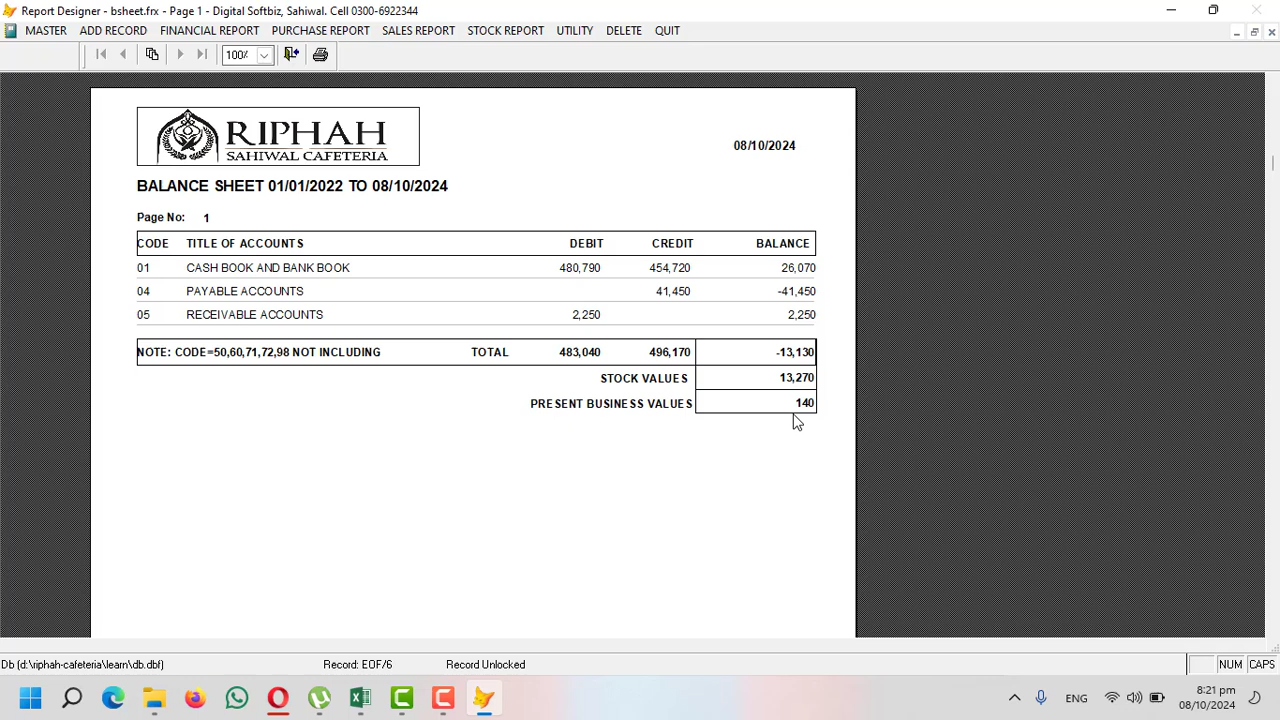 Report Designer - bsheet.frx - Page 1 - Digital Softbiz, Sahiwal. Cell 0300-6922344
MASTER ADD RECORD FINANCIAL REPORT PURCHASE REPORT SALES REPORT STOCK REPORT UTILITY DELETE QUIT
100%
RIPHAH
SAHIWAL CAFETERIA
08/10/2024
BALANCE SHEET 01/01/2022 TO 08/10/2024
Page No: 1
CODE TITLE OF ACCOUNTS DEBIT CREDIT BALANCE
01 CASH BOOK AND BANK BOOK 480,790 454,720 26,070
04 PAYABLE ACCOUNTS 41,450 -41,450
05 RECEIVABLE ACCOUNTS 2,250 2,250
NOTE: CODE=50,60,71,72,98 NOT INCLUDING TOTAL 483,040 496,170 -13,130
STOCK VALUES 13,270
PRESENT BUSINESS VALUES 140
Db (d:\riphah-cafeteria\learn\db.dbf) Record: EOF/6 Record Unlocked NUM CAPS
ENG 8:21 pm
08/10/2024